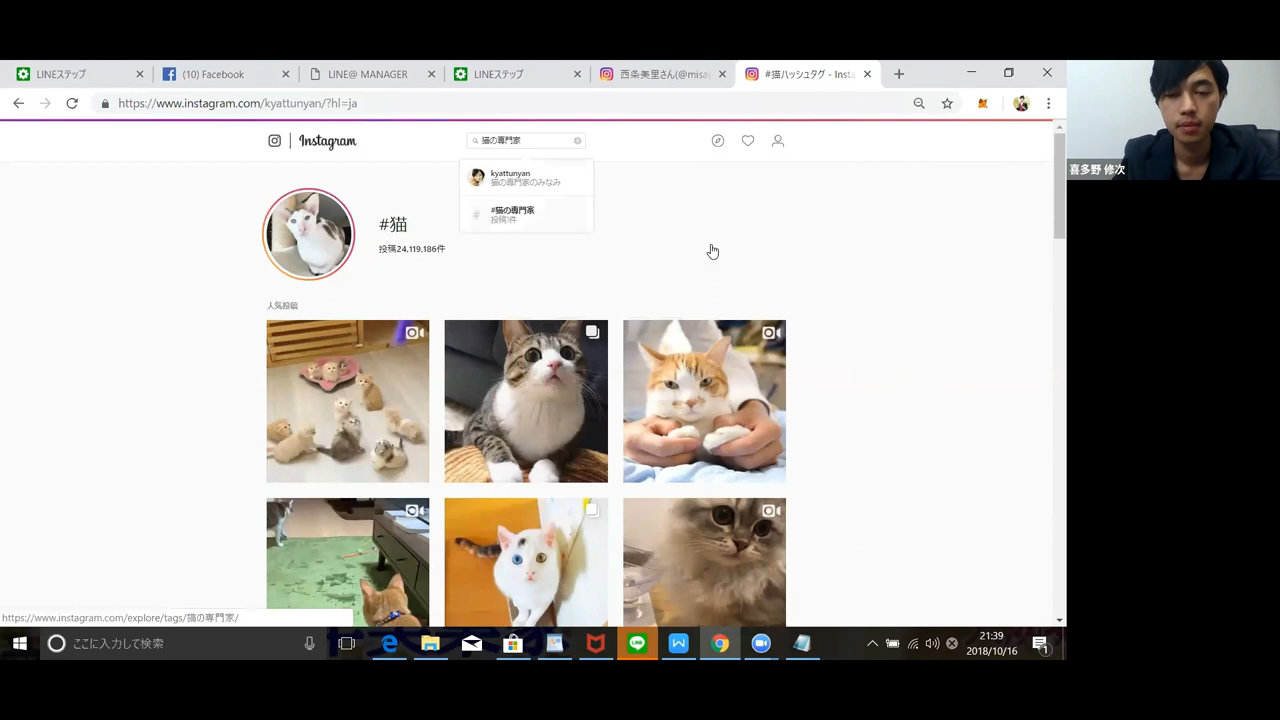 LINEステップ
(10) Facebook
LINE@ MANAGER
LINEステップ
西条美里さん(@misa
#猫ハッシュタグ - Insta
https://www.instagram.com/kyattunyan/?hl=ja
Instagram
猫の専門家
kyattunyan
猫の専門家のみなみ
#猫の専門家
投稿1件
#猫
投稿24,119,186件
人気投稿
喜多野 修次
https://www.instagram.com/explore/tags/猫の専門家/
ここに入力して検索
21:39
2018/10/16